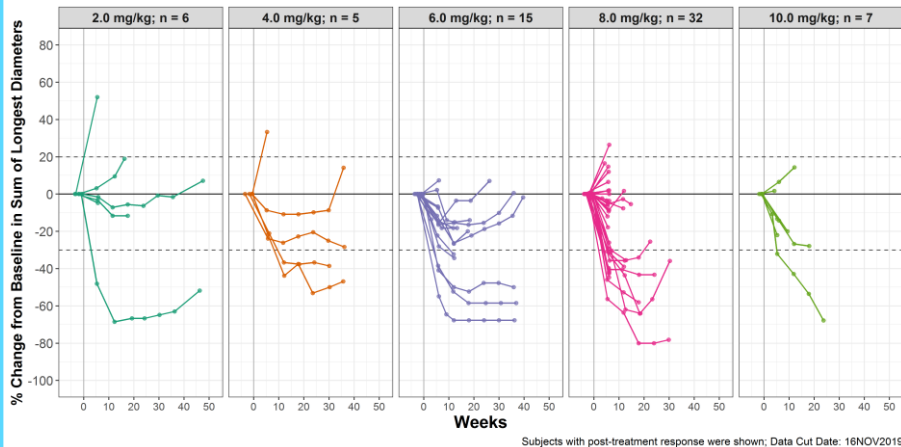 2.0 mg/kg; n = 6
4.0 mg/kg; n = 5
6.0 mg/kg; n = 15
8.0 mg/kg; n = 32
10.0 mg/kg; n = 7
% Change from Baseline in Sum of Longest Diameters
80
60
40
20
0
-20
-40
-60
-80
-100
0 10 20 30 40 50
0 10 20 30 40 50
0 10 20 30 40 50
0 10 20 30 40 50
0 10 20 30 40 50
Weeks
Subjects with post-treatment response were shown; Data Cut Date: 16NOV2019